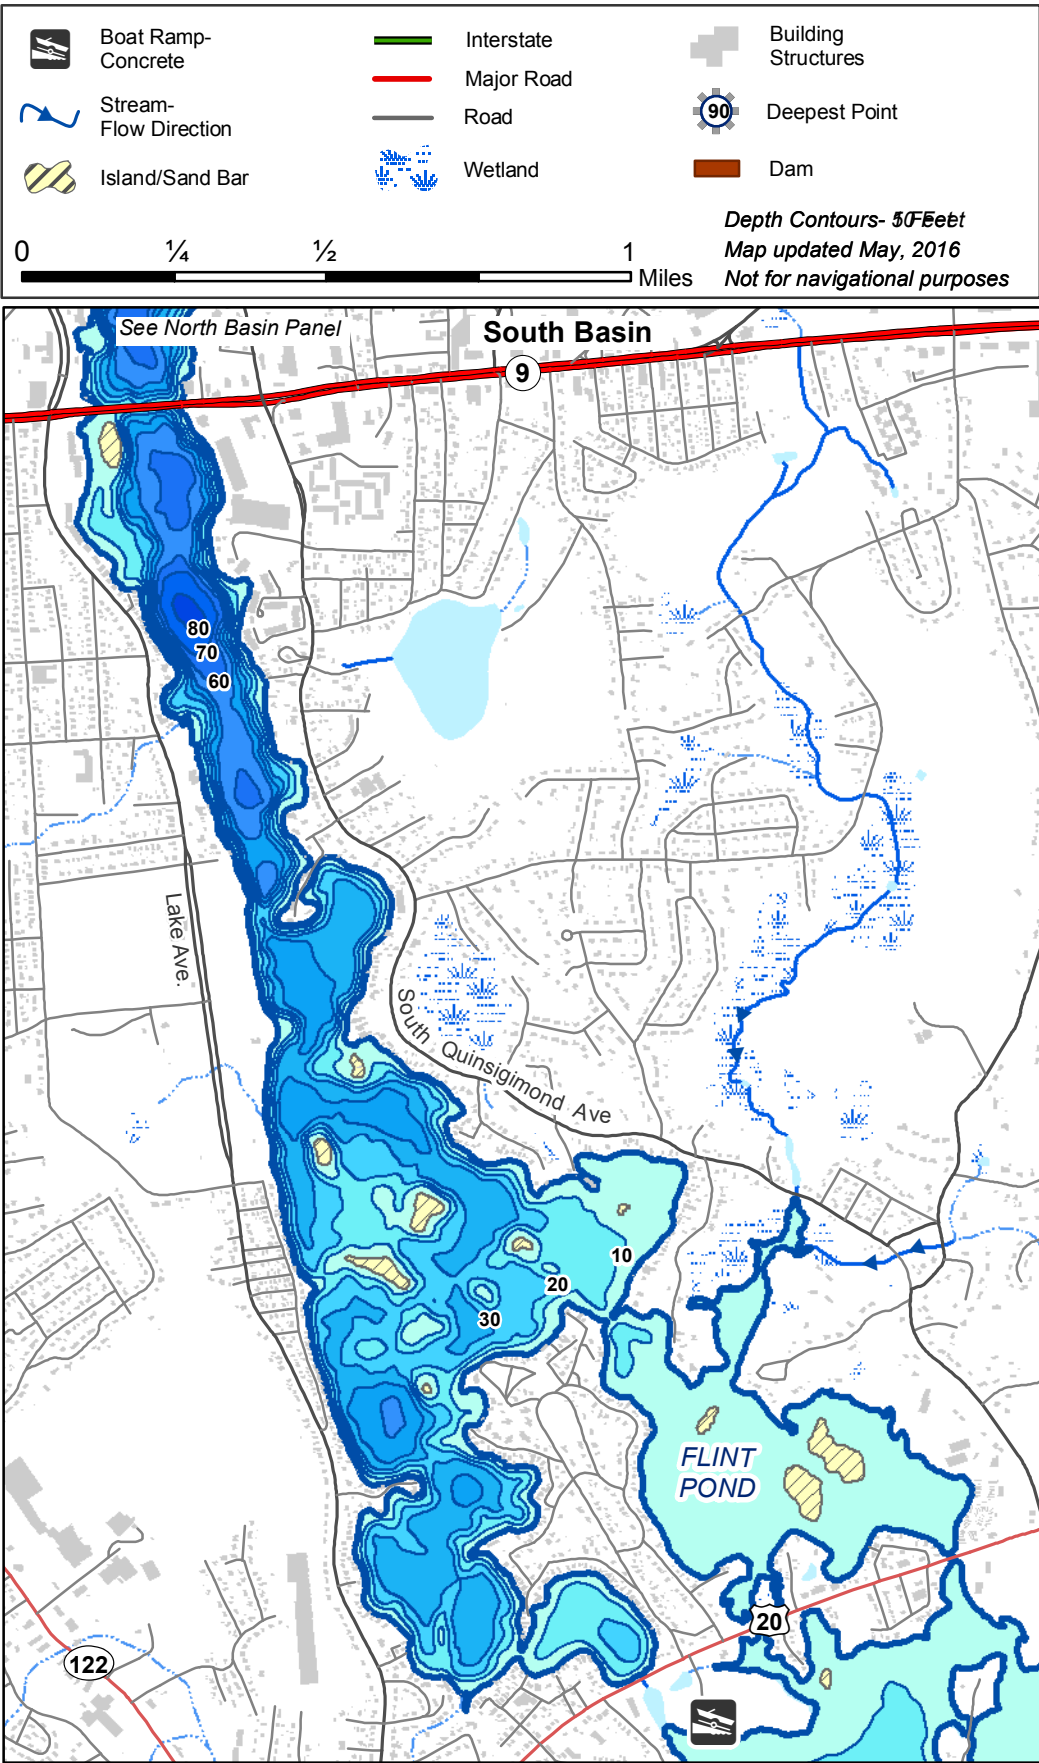 Boat Ramp-
Concrete
Stream-
Flow Direction
Island/Sand Bar
Interstate
Major Road
Road
Wetland
Building
Structures
90
Deepest Point
Dam
0 ¼ ½ 1 Miles
Depth Contours-
Map updated May, 2016
Not for navigational purposes
See North Basin Panel
South Basin
9
80
70
60
Lake Ave.
South Quinsigimond Ave
10
20
30
FLINT
POND
20
122